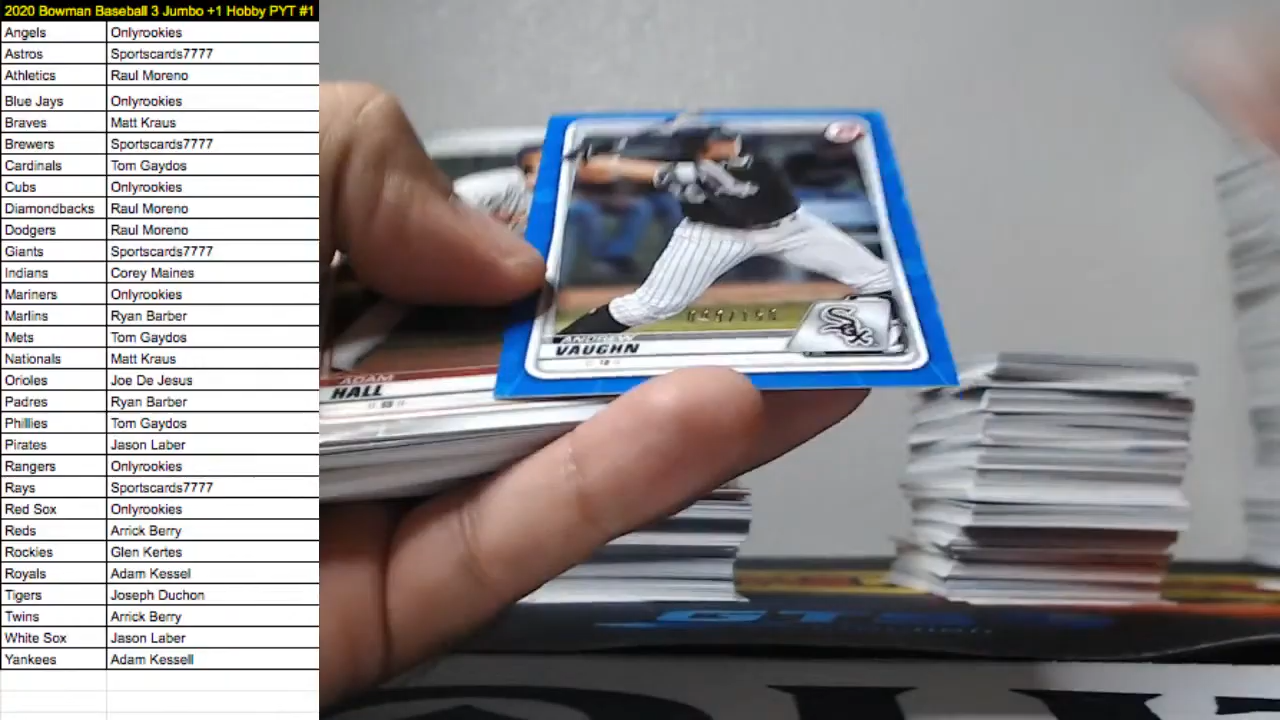 2020 Bowman Baseball 3 Jumbo +1 Hobby PYT #1
Angels Onlyrookies
Astros Sportscards7777
Athletics Raul Moreno
Blue Jays Onlyrookies
Braves Matt Kraus
Brewers Sportscards7777
Cardinals Tom Gaydos
Cubs Onlyrookies
Diamondbacks Raul Moreno
Dodgers Raul Moreno
Giants Sportscards7777
Indians Corey Maines
Mariners Onlyrookies
Marlins Ryan Barber
Mets Tom Gaydos
Nationals Matt Kraus
Orioles Joe De Jesus
Padres Ryan Barber
Phillies Tom Gaydos
Pirates Jason Laber
Rangers Onlyrookies
Rays Sportscards7777
Red Sox Onlyrookies
Reds Arrick Berry
Rockies Glen Kertes
Royals Adam Kessel
Tigers Joseph Duchon
Twins Arrick Berry
White Sox Jason Laber
Yankees Adam Kessell
Sox
ANDREW
VAUGHN
ADAM
HALL